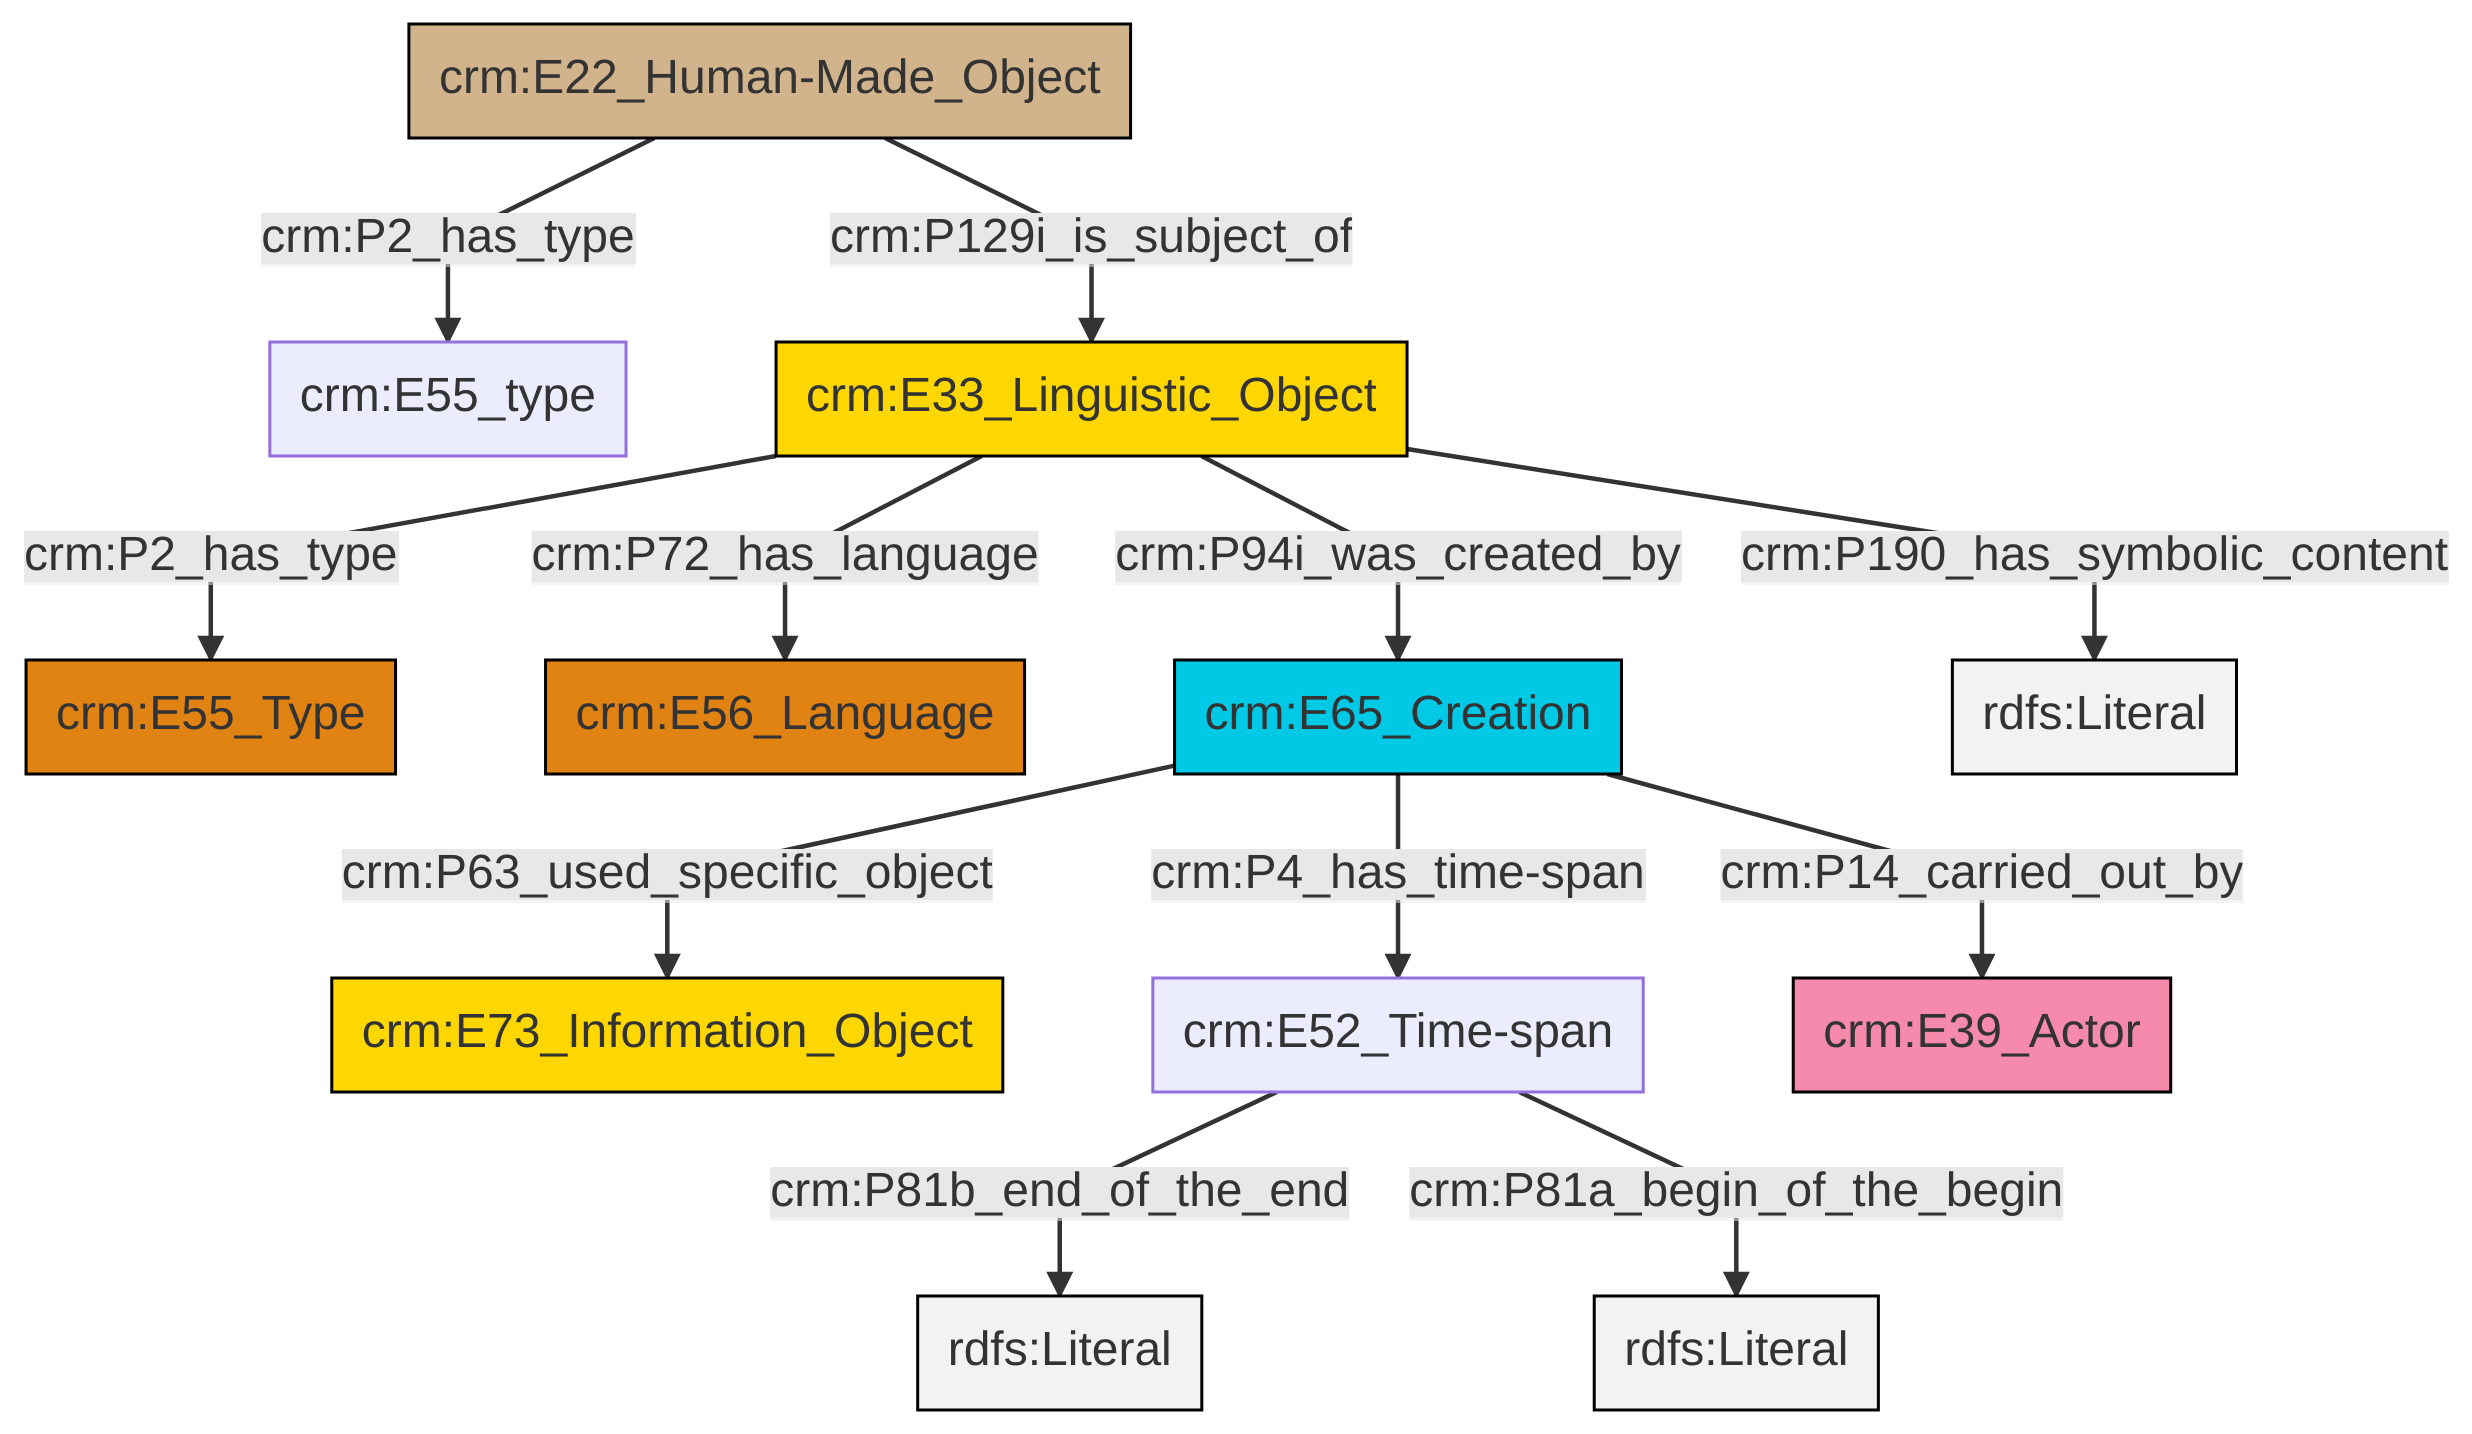 crm:E22_Human-Made_Object
crm:P2_has_type
crm:P129i_is_subject_of
crm:E55_type
crm:E33_Linguistic_Object
crm:P2_has_type
crm:P72_has_language
crm:P94i_was_created_by
crm:P190_has_symbolic_content
crm:E55_Type
crm:E56_Language
crm:E65_Creation
rdfs:Literal
crm:P63_used_specific_object
crm:P4_has_time-span
crm:P14_carried_out_by
crm:E73_Information_Object
crm:E52_Time-span
crm:E39_Actor
crm:P81b_end_of_the_end
crm:P81a_begin_of_the_begin
rdfs:Literal
rdfs:Literal